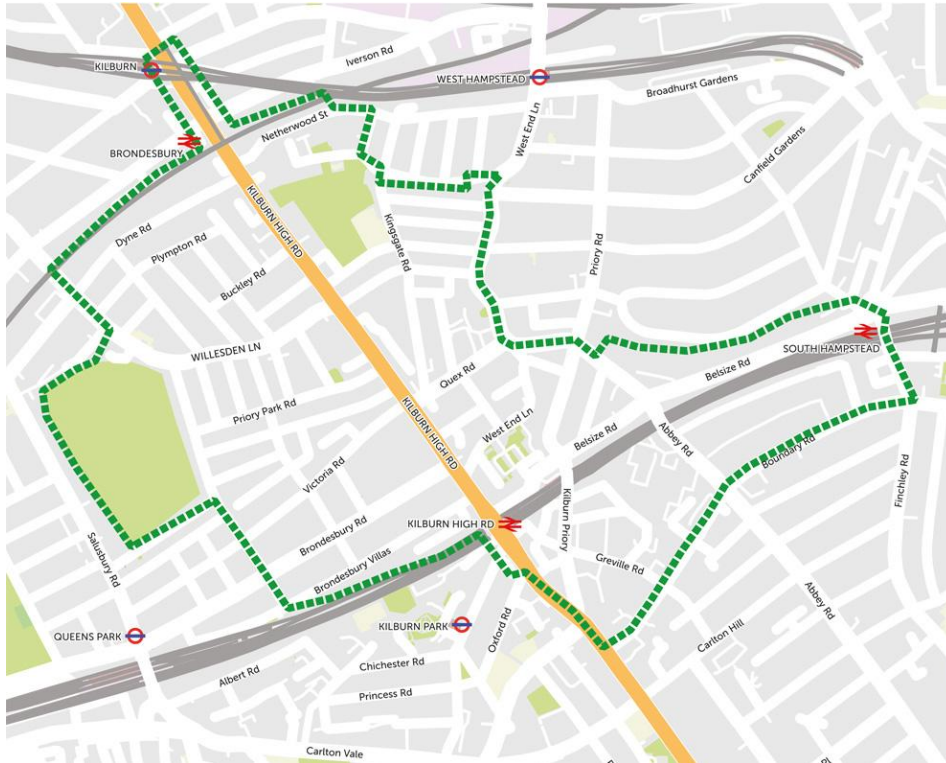 Iverson Rd
KILBURN
WEST HAMPSTEAD
Broadhurst Gardens
Netherwood St
West End Ln
BRONDESBURY
Canfield Gardens
KILBURN HIGH RD
Dyne Rd
Plympton Rd
Kingsgate Rd
Priory Rd
Buckley Rd
WILLESDEN LN
SOUTH HAMPSTEAD
Quex Rd
Belsize Rd
Priory Park Rd
KILBURN HIGH RD
West End Ln
Belsize Rd
Abbey Rd
Boundary Rd
Victoria Rd
Finchley Rd
Kilburn Priory
KILBURN HIGH RD
Brondesbury Rd
Salusbury Rd
Brondesbury Villas
Greville Rd
Abbey Rd
QUEENS PARK
KILBURN PARK
Oxford Rd
Carlton Hill
Albert Rd
Chichester Rd
Princess Rd
Carlton Vale